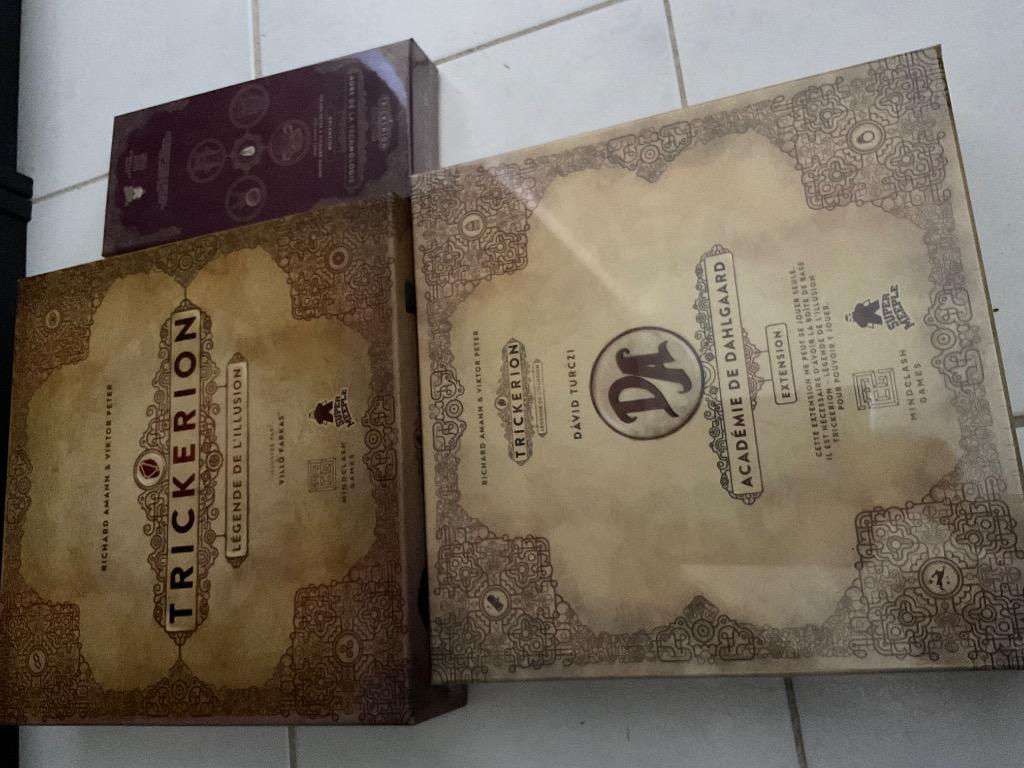 RICHARD AMANN & VIKTOR PETER
TRICKERION
LÉGENDE DE L'ILLUSION
ILLUSTRÉ PAR
VILLŐ FARKAS
MINDCLASH
GAMES
SUPER
MEEPLE
RICHARD AMANN & VIKTOR PETER
TRICKERION
LÉGENDE DE L'ILLUSION
DÁVID TURCZI
DA
ACADÉMIE DE DAHLGAARD
EXTENSION
CETTE EXTENSION NE PEUT SE JOUER SEULE.
IL EST NÉCESSAIRE D'AVOIR LA BOÎTE DE BASE
TRICKERION - LÉGENDE DE L'ILLUSION
POUR POUVOIR Y JOUER.
MINDCLASH
GAMES
SUPER
MEEPLE